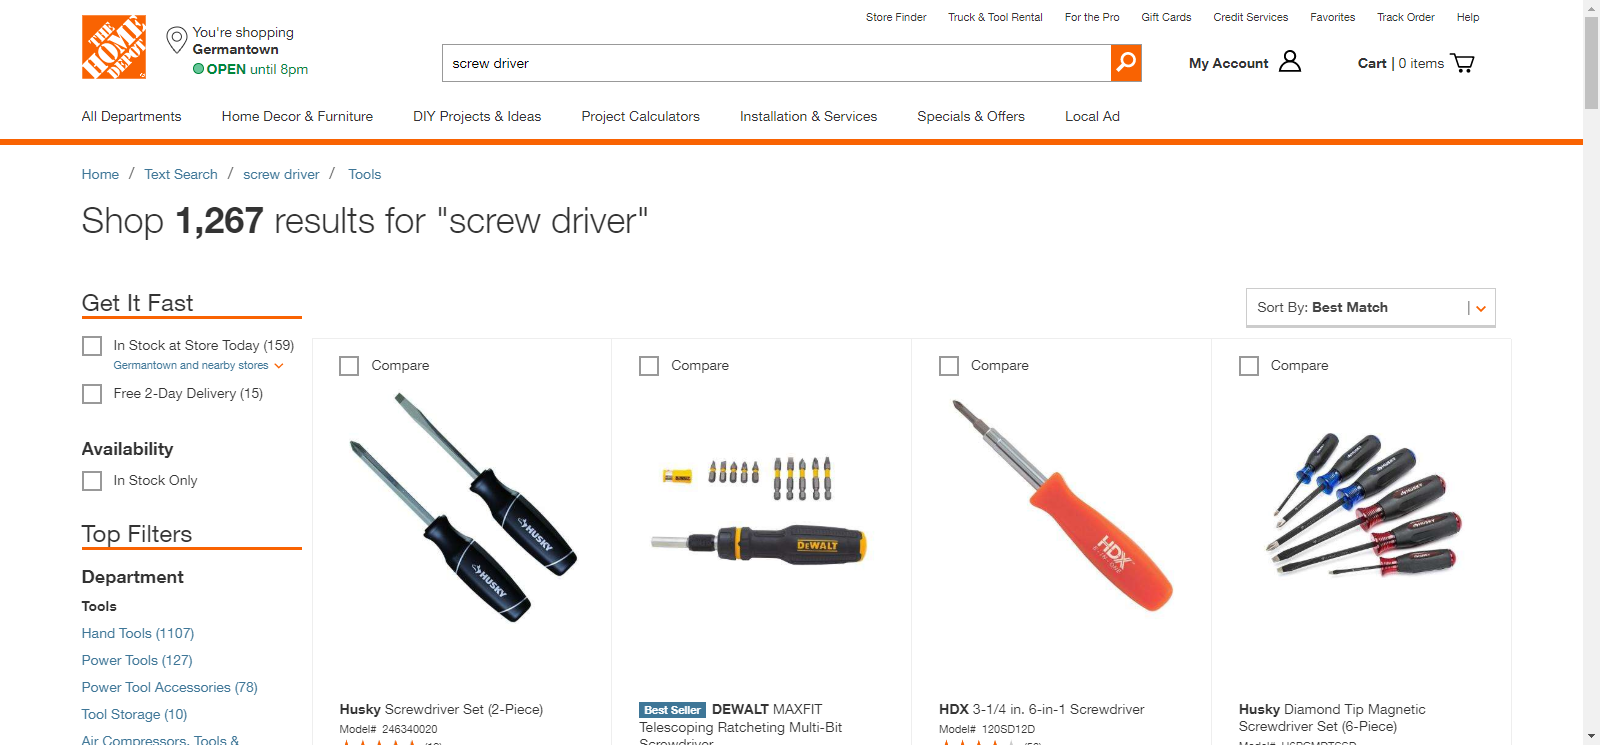 Store Finder Truck & Tool Rental For the Pro Gift Cards Credit Services Favorites Track Order Help
THE HOME DEPOT
You're shopping
Germantown
OPEN until 8pm
screw driver
My Account
Cart | 0 items
All Departments Home Decor & Furniture DIY Projects & Ideas Project Calculators Installation & Services Specials & Offers Local Ad
Home / Text Search / screw driver / Tools
Shop 1,267 results for "screw driver"
Get It Fast
Sort By: Best Match
In Stock at Store Today (159)
Germantown and nearby stores
Free 2-Day Delivery (15)
Availability
In Stock Only
Top Filters
Department
Tools
Hand Tools (1107)
Power Tools (127)
Power Tool Accessories (78)
Tool Storage (10)
Air Compressors, Tools &
Compare
HUSKY
HUSKY
Husky Screwdriver Set (2-Piece)
Model# 246340020
Compare
DEWALT
Best Seller DEWALT MAXFIT
Telescoping Ratcheting Multi-Bit
Screwdriver
Compare
HDX
6-IN-ONE
HDX 3-1/4 in. 6-in-1 Screwdriver
Model# 120SD12D
Compare
Husky Diamond Tip Magnetic
Screwdriver Set (6-Piece)